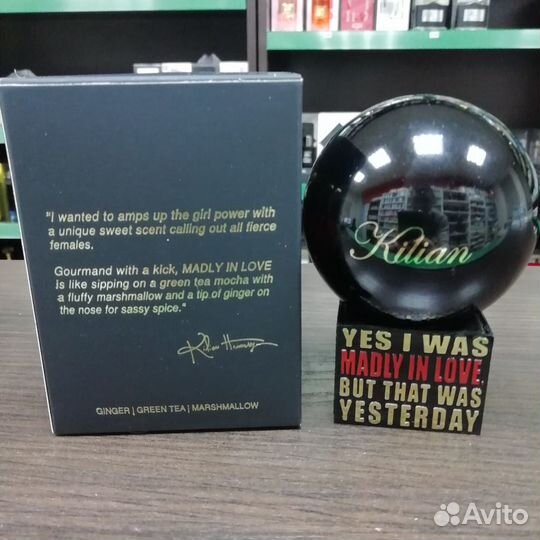 "I wanted to amps up the girl power with
a unique sweet scent calling out all fierce
females.
Gourmand with a kick, MADLY IN LOVE
is like sipping on a green tea mocha with
a fluffy marshmallow and a tip of ginger on
the nose for sassy spice."
Kilian Hennessy
GINGER | GREEN TEA | MARSHMALLOW
Kilian
YES I WAS
MADLY IN LOVE
BUT THAT WAS
YESTERDAY
Avito